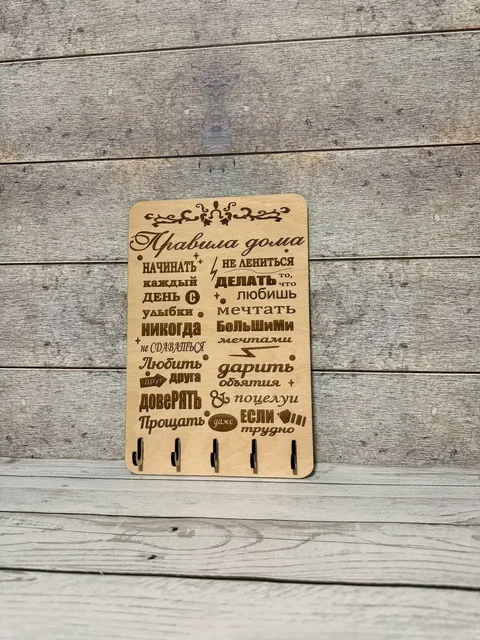 Правила дома
НАЧИНАТЬ
каждый
ДЕНЬ С
улыбки
НИКОГДА
не СДАВАТЬСЯ
Любить
друг друга
ДОВЕРЯТЬ
Прощать
НЕ ЛЕНИТЬСЯ
ДЕЛАТЬ то, что
любишь
мечтать
БоЛьШиМи
мечтами
дарить
объятия
& поцелуи
даже ЕСЛИ
трудно